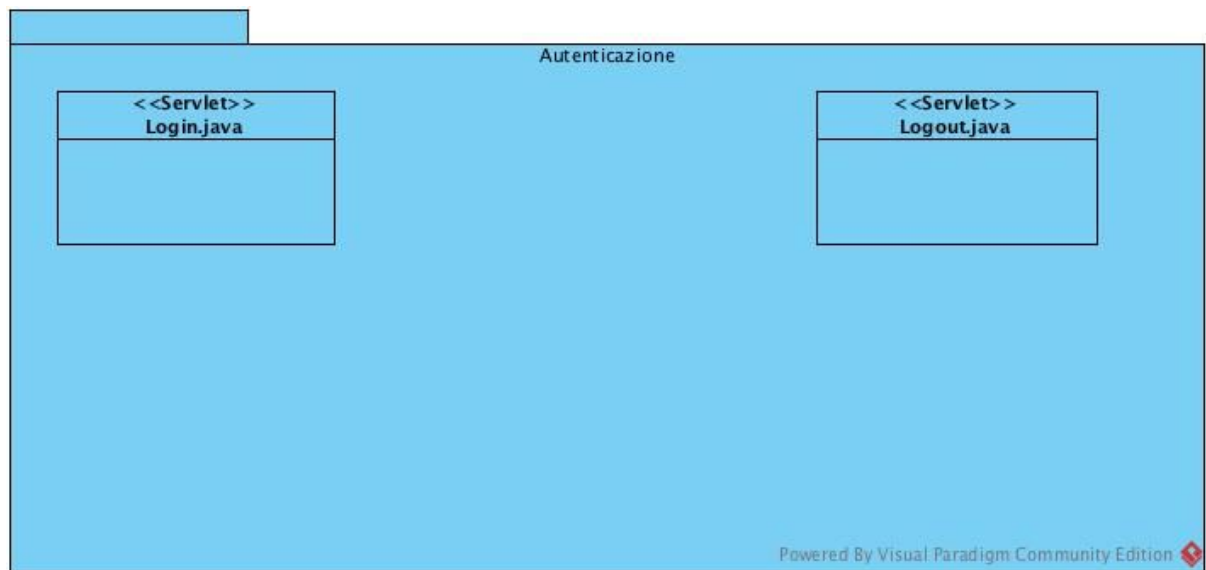 Autenticazione
<<Servlet>>
Login.java
<<Servlet>>
Logout.java
Powered By Visual Paradigm Community Edition